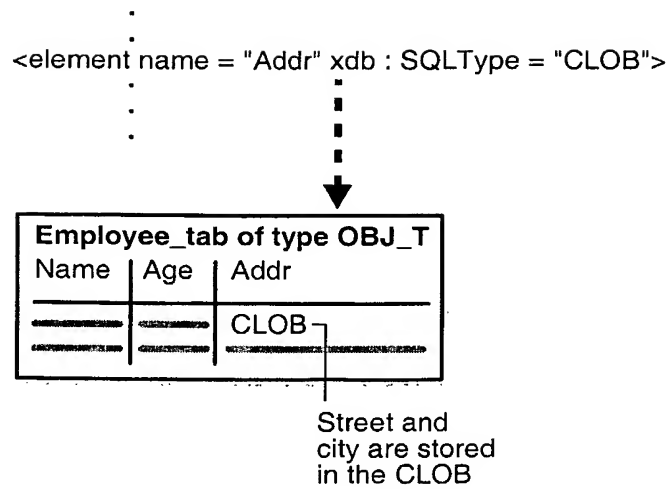 <element name = "Addr" xdb : SQLType = "CLOB">
Employee_tab of type OBJ_T
Name Age Addr
CLOB
Street and
city are stored
in the CLOB